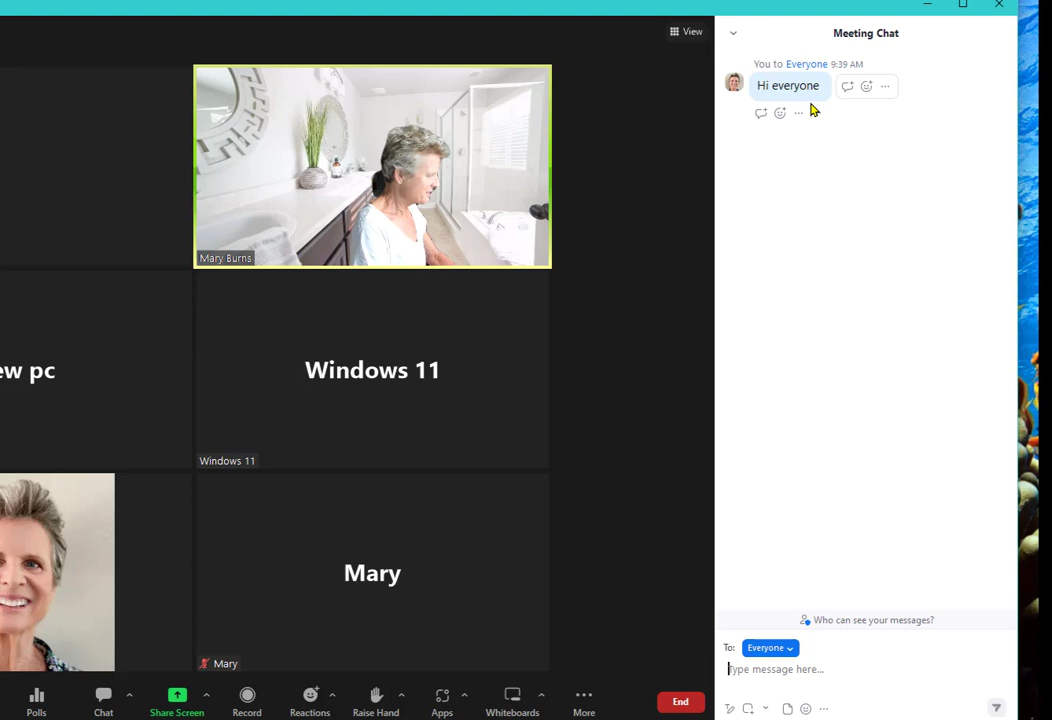 View
Meeting Chat
You to Everyone 9:39 AM
Hi everyone
Mary Burns
ew pc
Windows 11
Windows 11
Mary
Mary
Who can see your messages?
To: Everyone
Type message here...
Polls
Chat
Share Screen
Record
Reactions
Raise Hand
Apps
Whiteboards
More
End